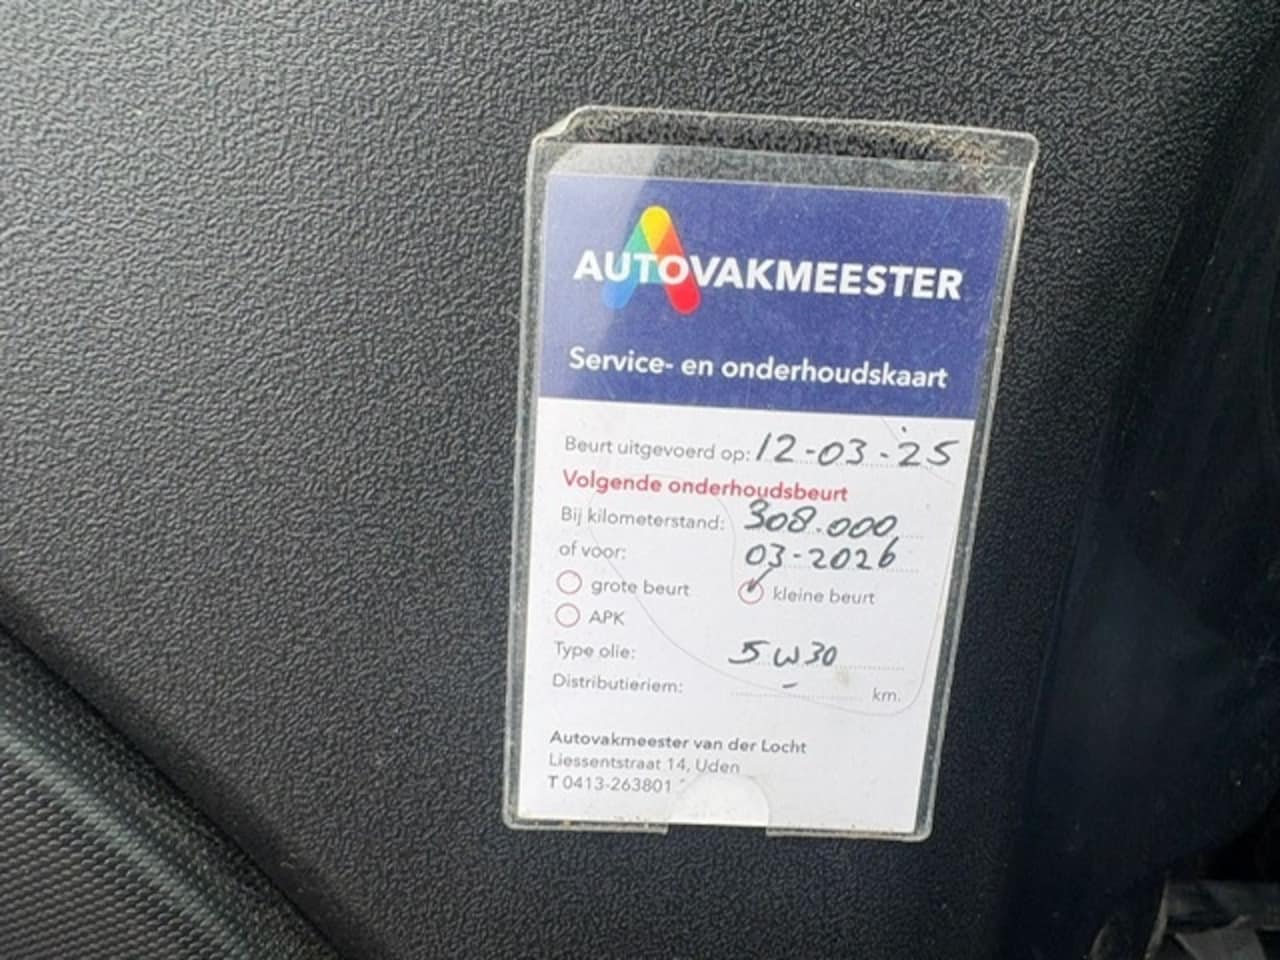 AUTOVAKMEESTER
Service- en onderhoudskaart
Beurt uitgevoerd op: 12-03-25
Volgende onderhoudsbeurt
Bij kilometerstand: 308.000
of voor: 03-2026
grote beurt kleine beurt
APK
Type olie: 5W30
Distributieriem: - km.
Autovakmeester van der Locht
Liessentstraat 14, Uden
T 0413-263801